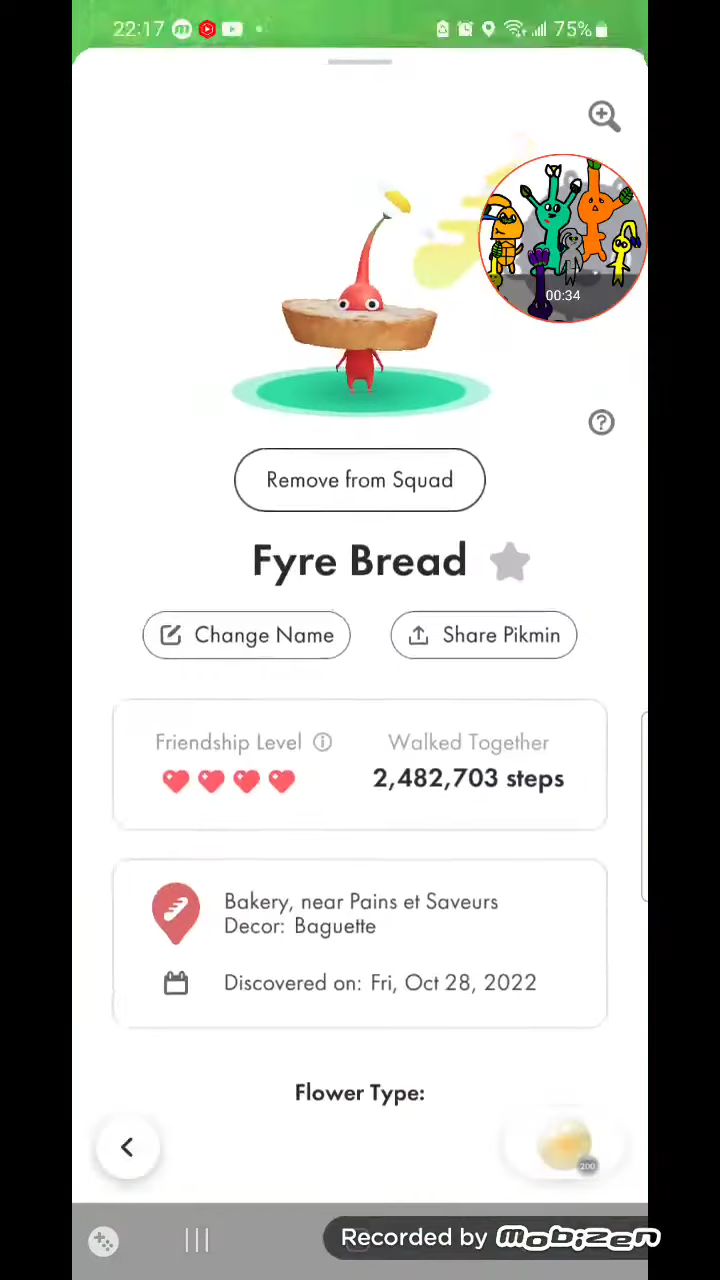 22:17
75%
00:34
Remove from Squad
Fyre Bread
Change Name
Share Pikmin
Friendship Level
Walked Together
2,482,703 steps
Bakery, near Pains et Saveurs
Decor: Baguette
Discovered on: Fri, Oct 28, 2022
Flower Type:
200
Recorded by Mobizen